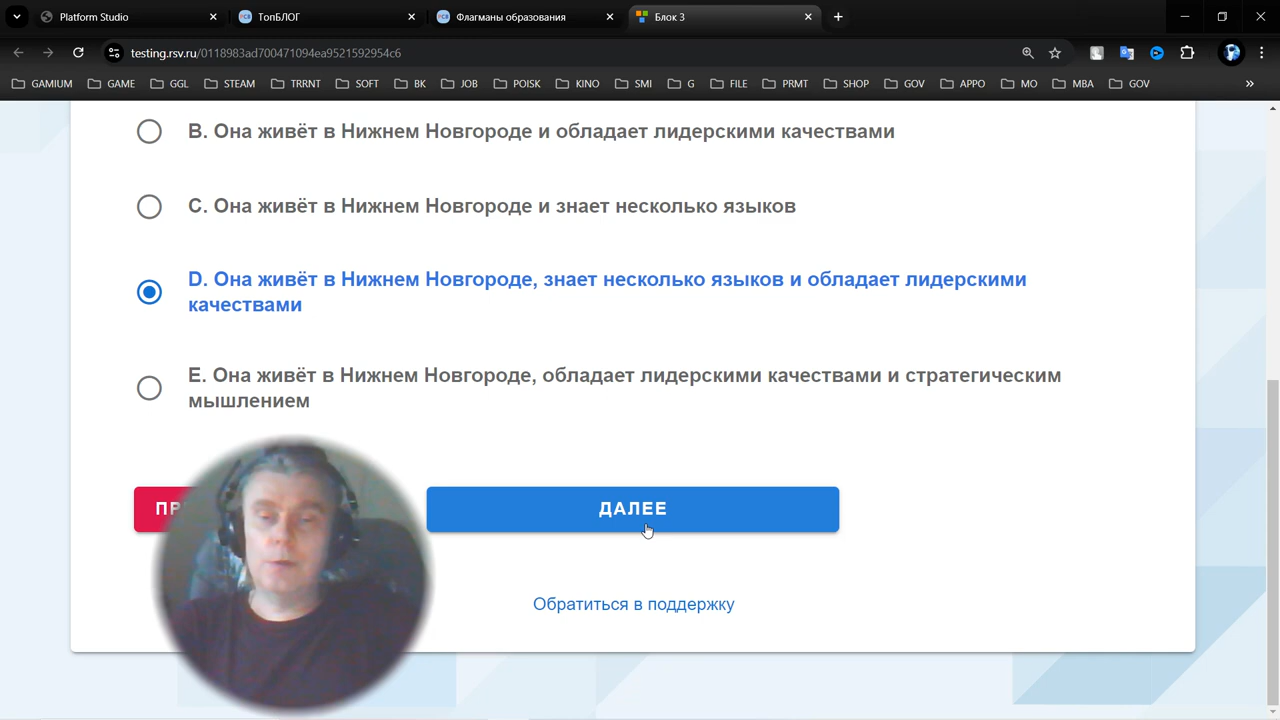 Platform Studio
ТопБЛОГ
Флагманы образования
Блок 3
testing.rsv.ru/0118983ad700471094ea9521592954c6
GAMIUM GAME GGL STEAM TRRNT SOFT BK JOB POISK KINO SMI G FILE PRMT SHOP GOV APPO MO MBA GOV
B. Она живёт в Нижнем Новгороде и обладает лидерскими качествами
C. Она живёт в Нижнем Новгороде и знает несколько языков
D. Она живёт в Нижнем Новгороде, знает несколько языков и обладает лидерскими
качествами
E. Она живёт в Нижнем Новгороде, обладает лидерскими качествами и стратегическим
мышлением
ДАЛЕЕ
Обратиться в поддержку